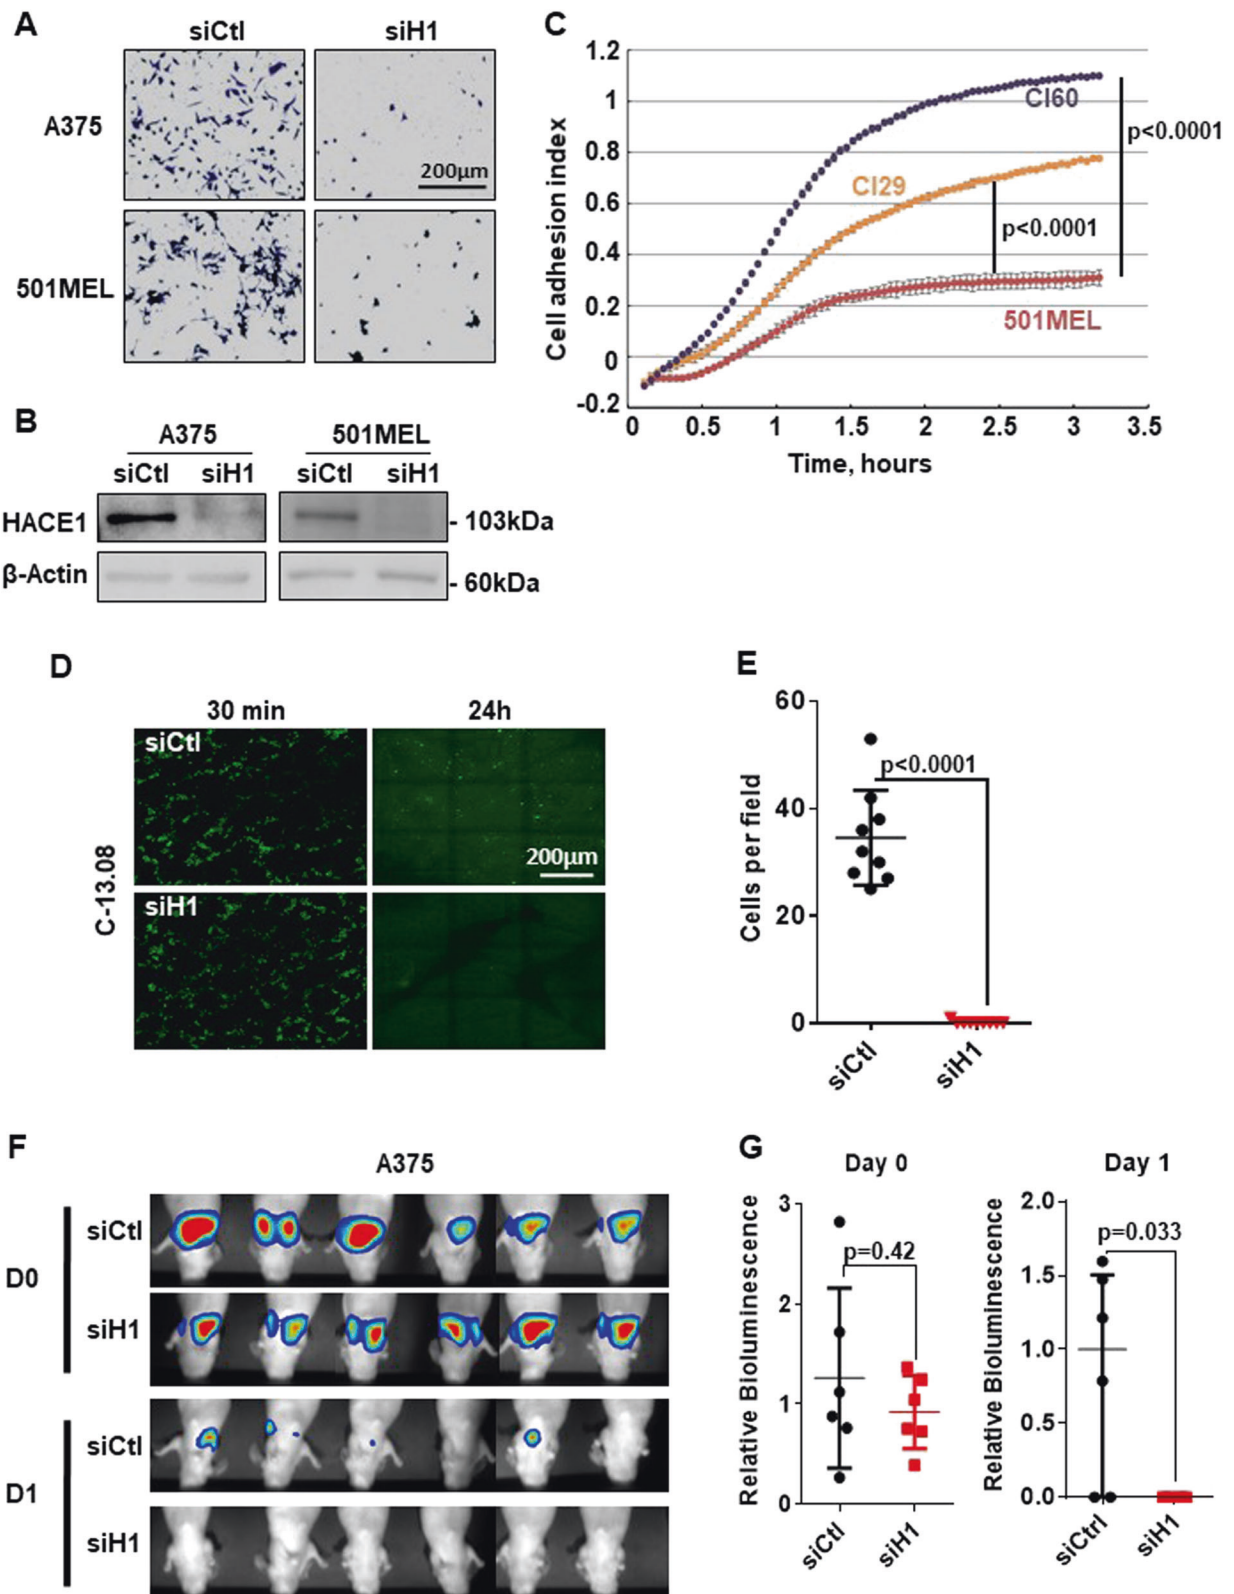 A
siCtl siH1
A375
200μm
501MEL
B
A375 501MEL
siCtl siH1 siCtl siH1
HACE1
- 103kDa
β-Actin
- 60kDa
C
Cell adhesion index
1.2
1
0.8
0.6
0.4
0.2
0
-0.2
Cl60
Cl29
501MEL
p<0.0001
p<0.0001
0 0.5 1 1.5 2 2.5 3 3.5
Time, hours
D
30 min 24h
C-13.08
siCtl
200μm
siH1
E
Cells per field
60
40
20
0
p<0.0001
siCtl siH1
F
A375
D0
siCtl
siH1
D1
siCtl
siH1
G
Day 0
Relative Bioluminescence
3
2
1
0
p=0.42
siCtl siH1
Day 1
Relative Bioluminescence
2.0
1.5
1.0
0.5
0.0
p=0.033
siCtrl siH1